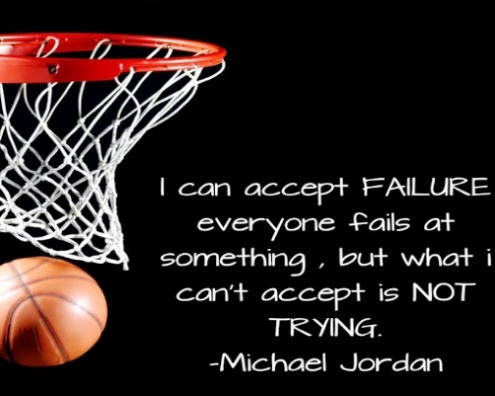 I can accept FAILURE
everyone fails at
something , but what i
can't accept is NOT
TRYING.
-Michael Jordan